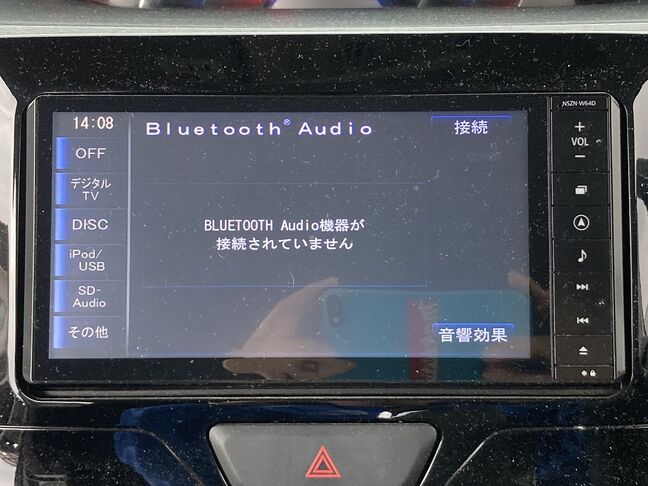 NSZN-W64D
14:08
Bluetooth® Audio
接続
OFF
VOL
デジタル
TV
DISC
BLUETOOTH Audio機器が
接続されていません
iPod/
USB
SD-
Audio
その他
音響効果